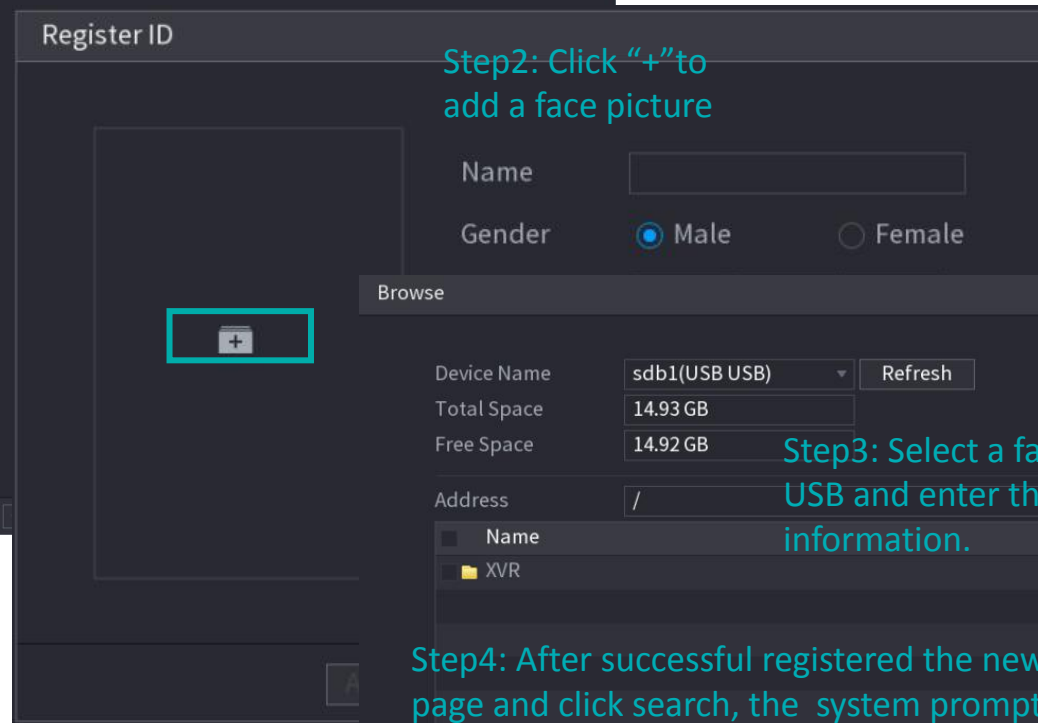 Register ID
Step2: Click “+”to
add a face picture
Name
Gender Male Female
Browse
Device Name sdb1(USB USB) Refresh
Total Space 14.93 GB
Free Space 14.92 GB
Step3: Select a
USB and enter
information.
Address /
Name
XVR
Step4: After successful registered the new
page and click search, the system prompt